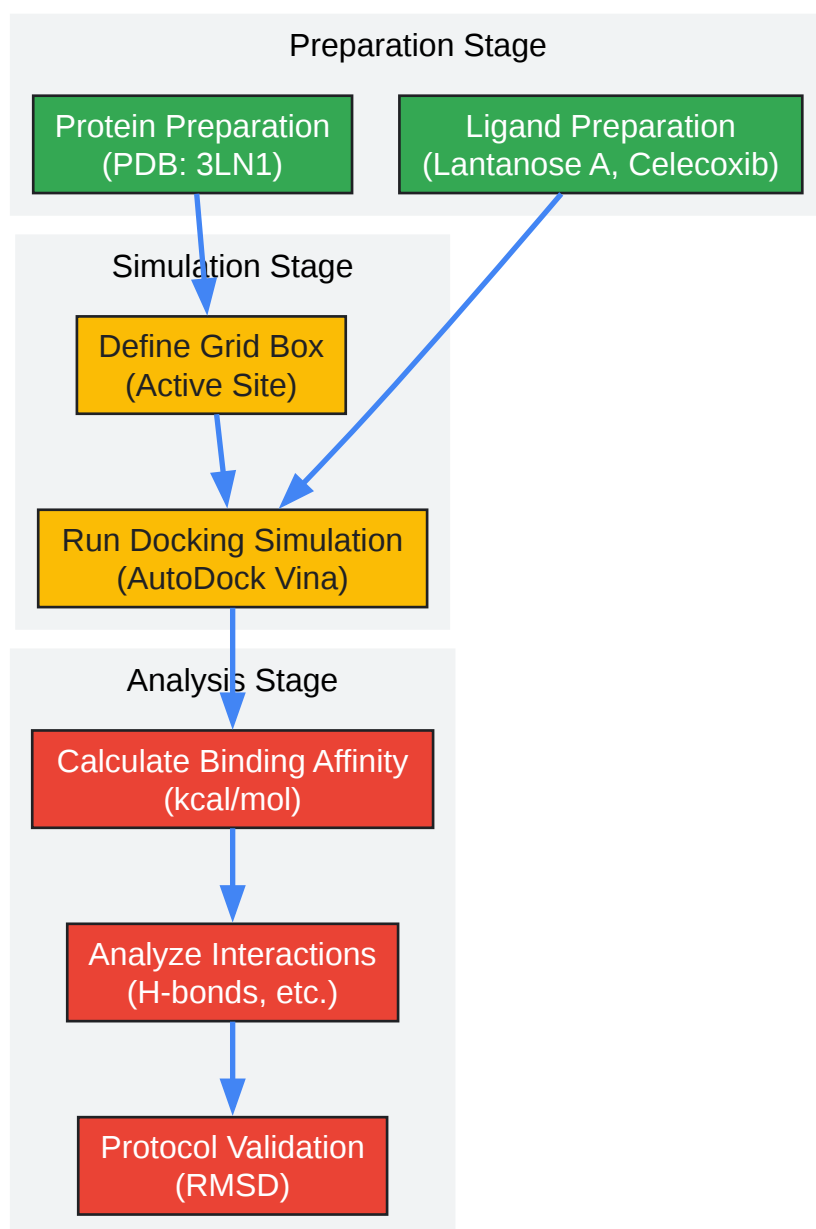 Preparation Stage
Protein Preparation
(PDB: 3LN1)
Ligand Preparation
(Lantanose A, Celecoxib)
Simulation Stage
Define Grid Box
(Active Site)
Run Docking Simulation
(AutoDock Vina)
Analysis Stage
Calculate Binding Affinity
(kcal/mol)
Analyze Interactions
(H-bonds, etc.)
Protocol Validation
(RMSD)